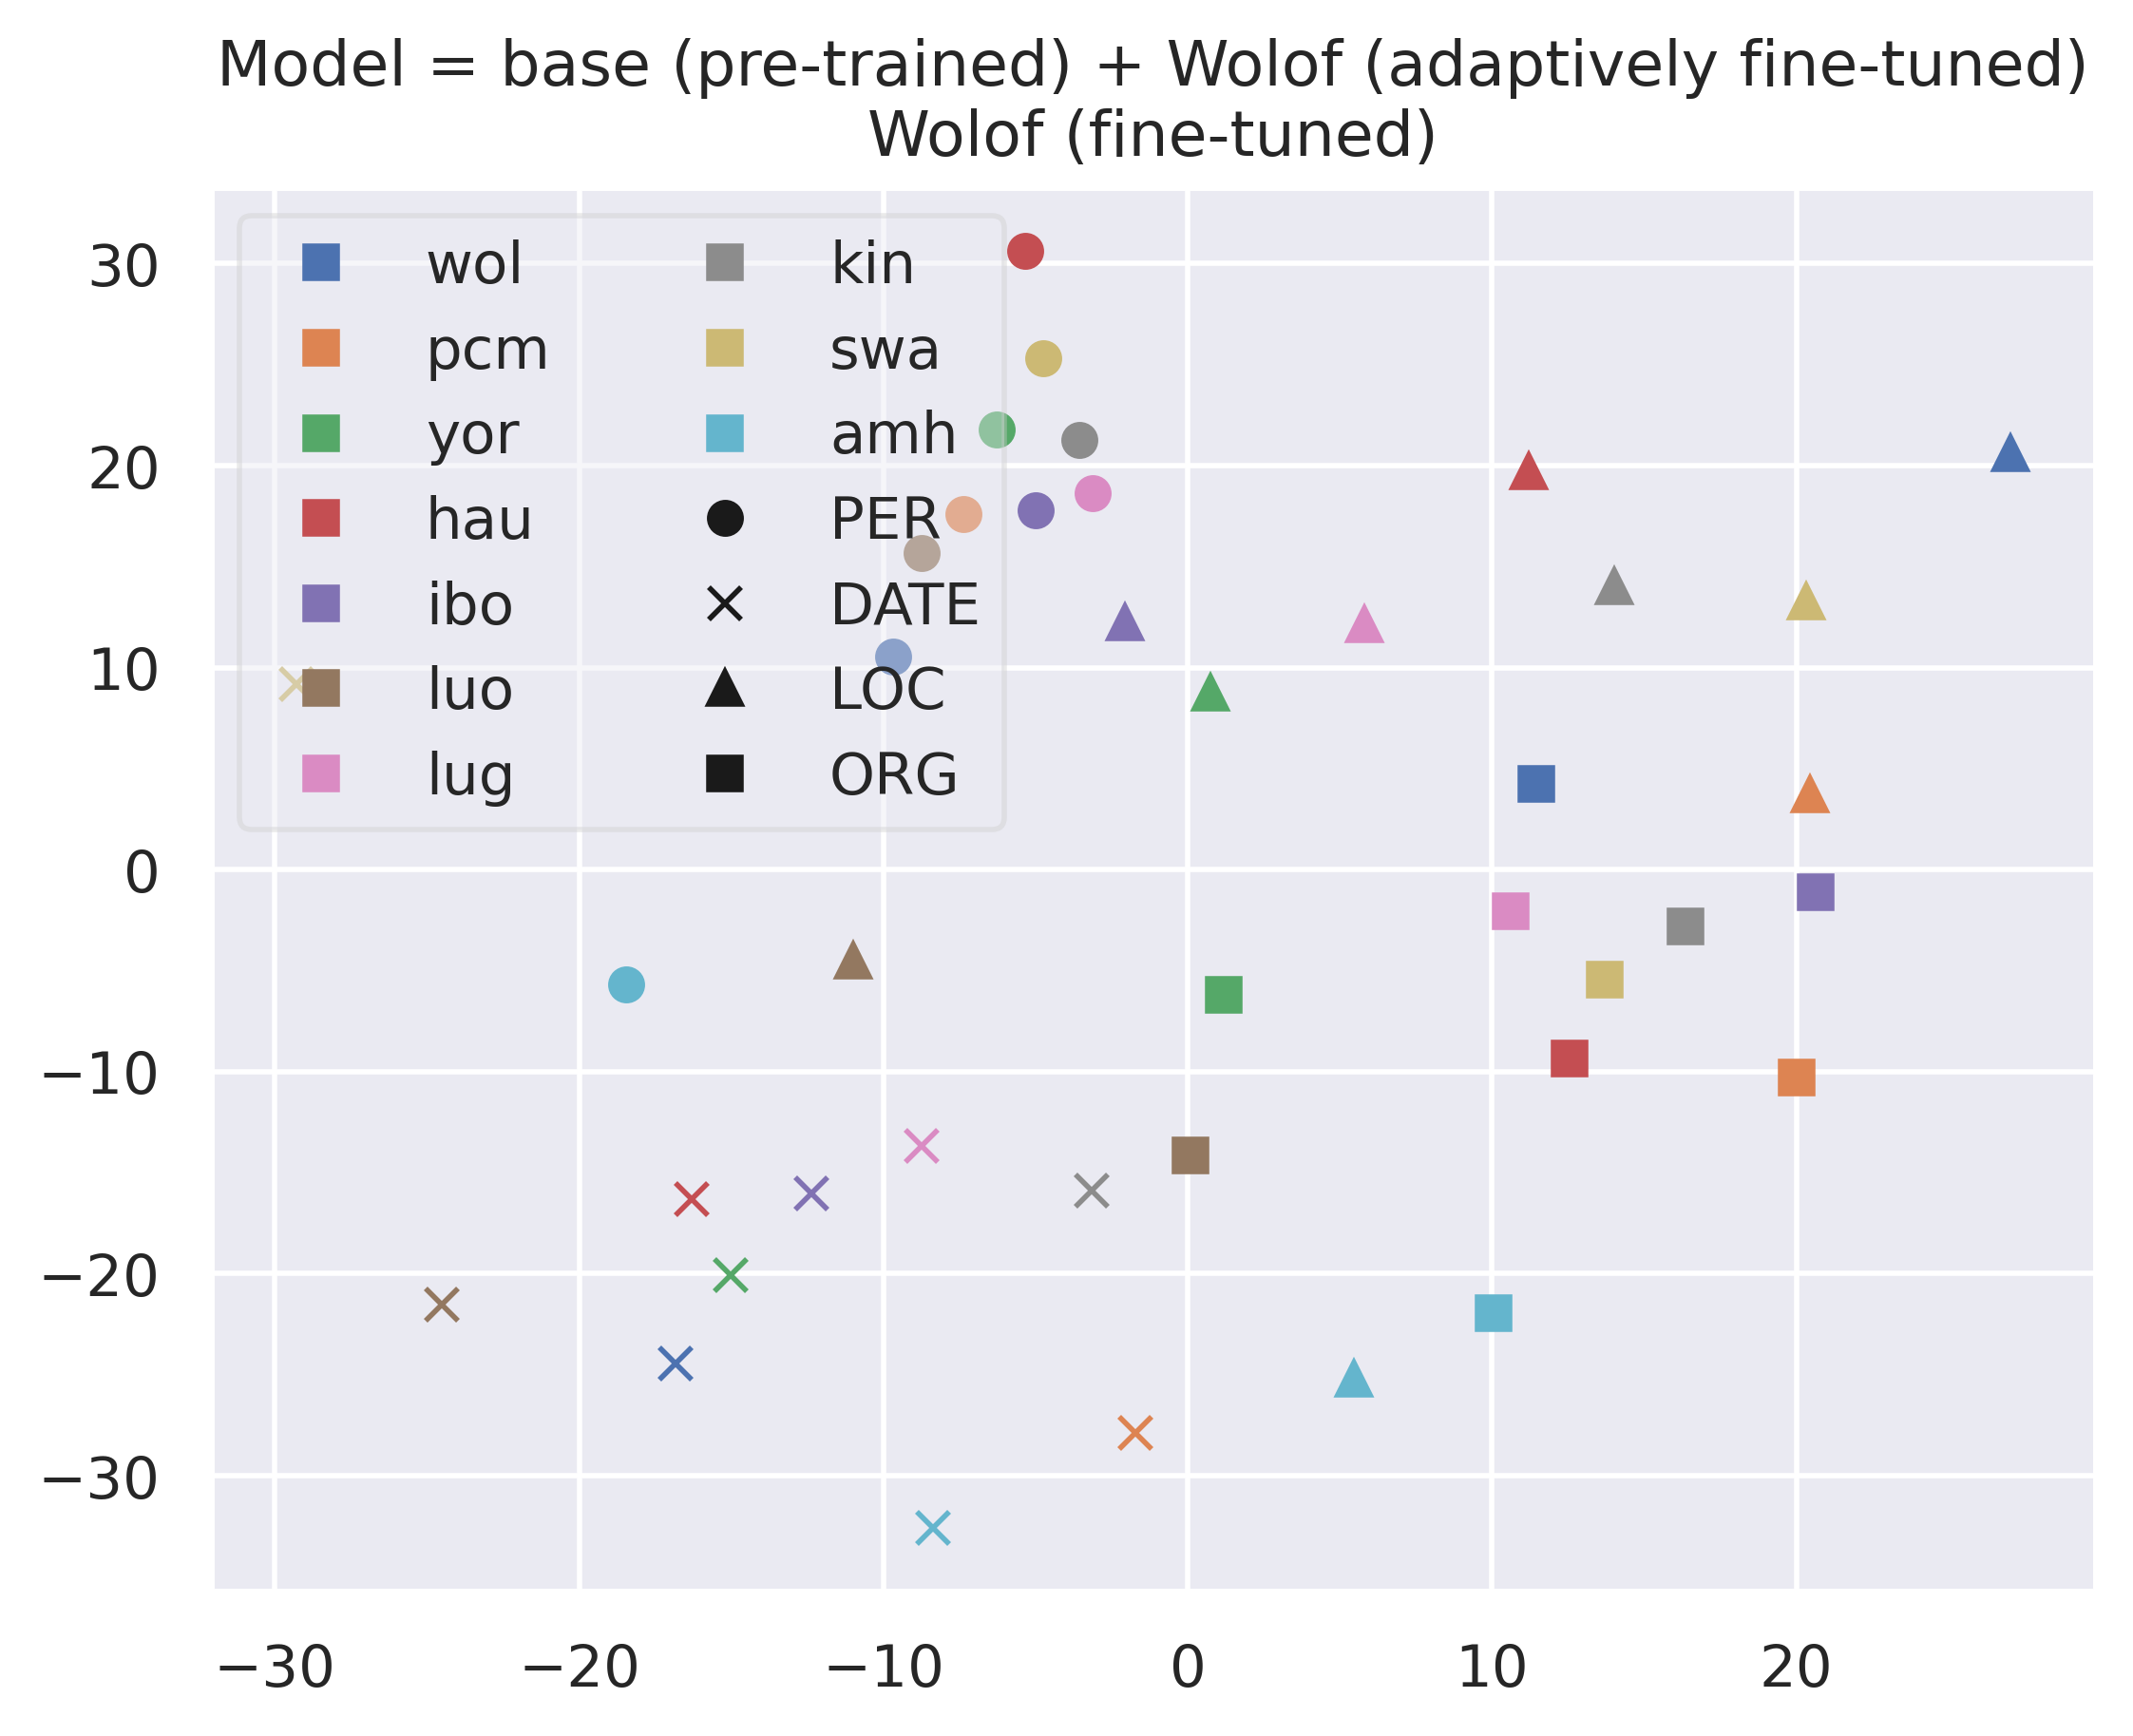 Model = base (pre-trained) + Wolof (adaptively fine-tuned)
Wolof (fine-tuned)
wol
pcm
yor
hau
ibo
luo
lug
kin
swa
amh
PER
DATE
LOC
ORG
30
20
10
0
−10
−20
−30
−30
−20
−10
0
10
20